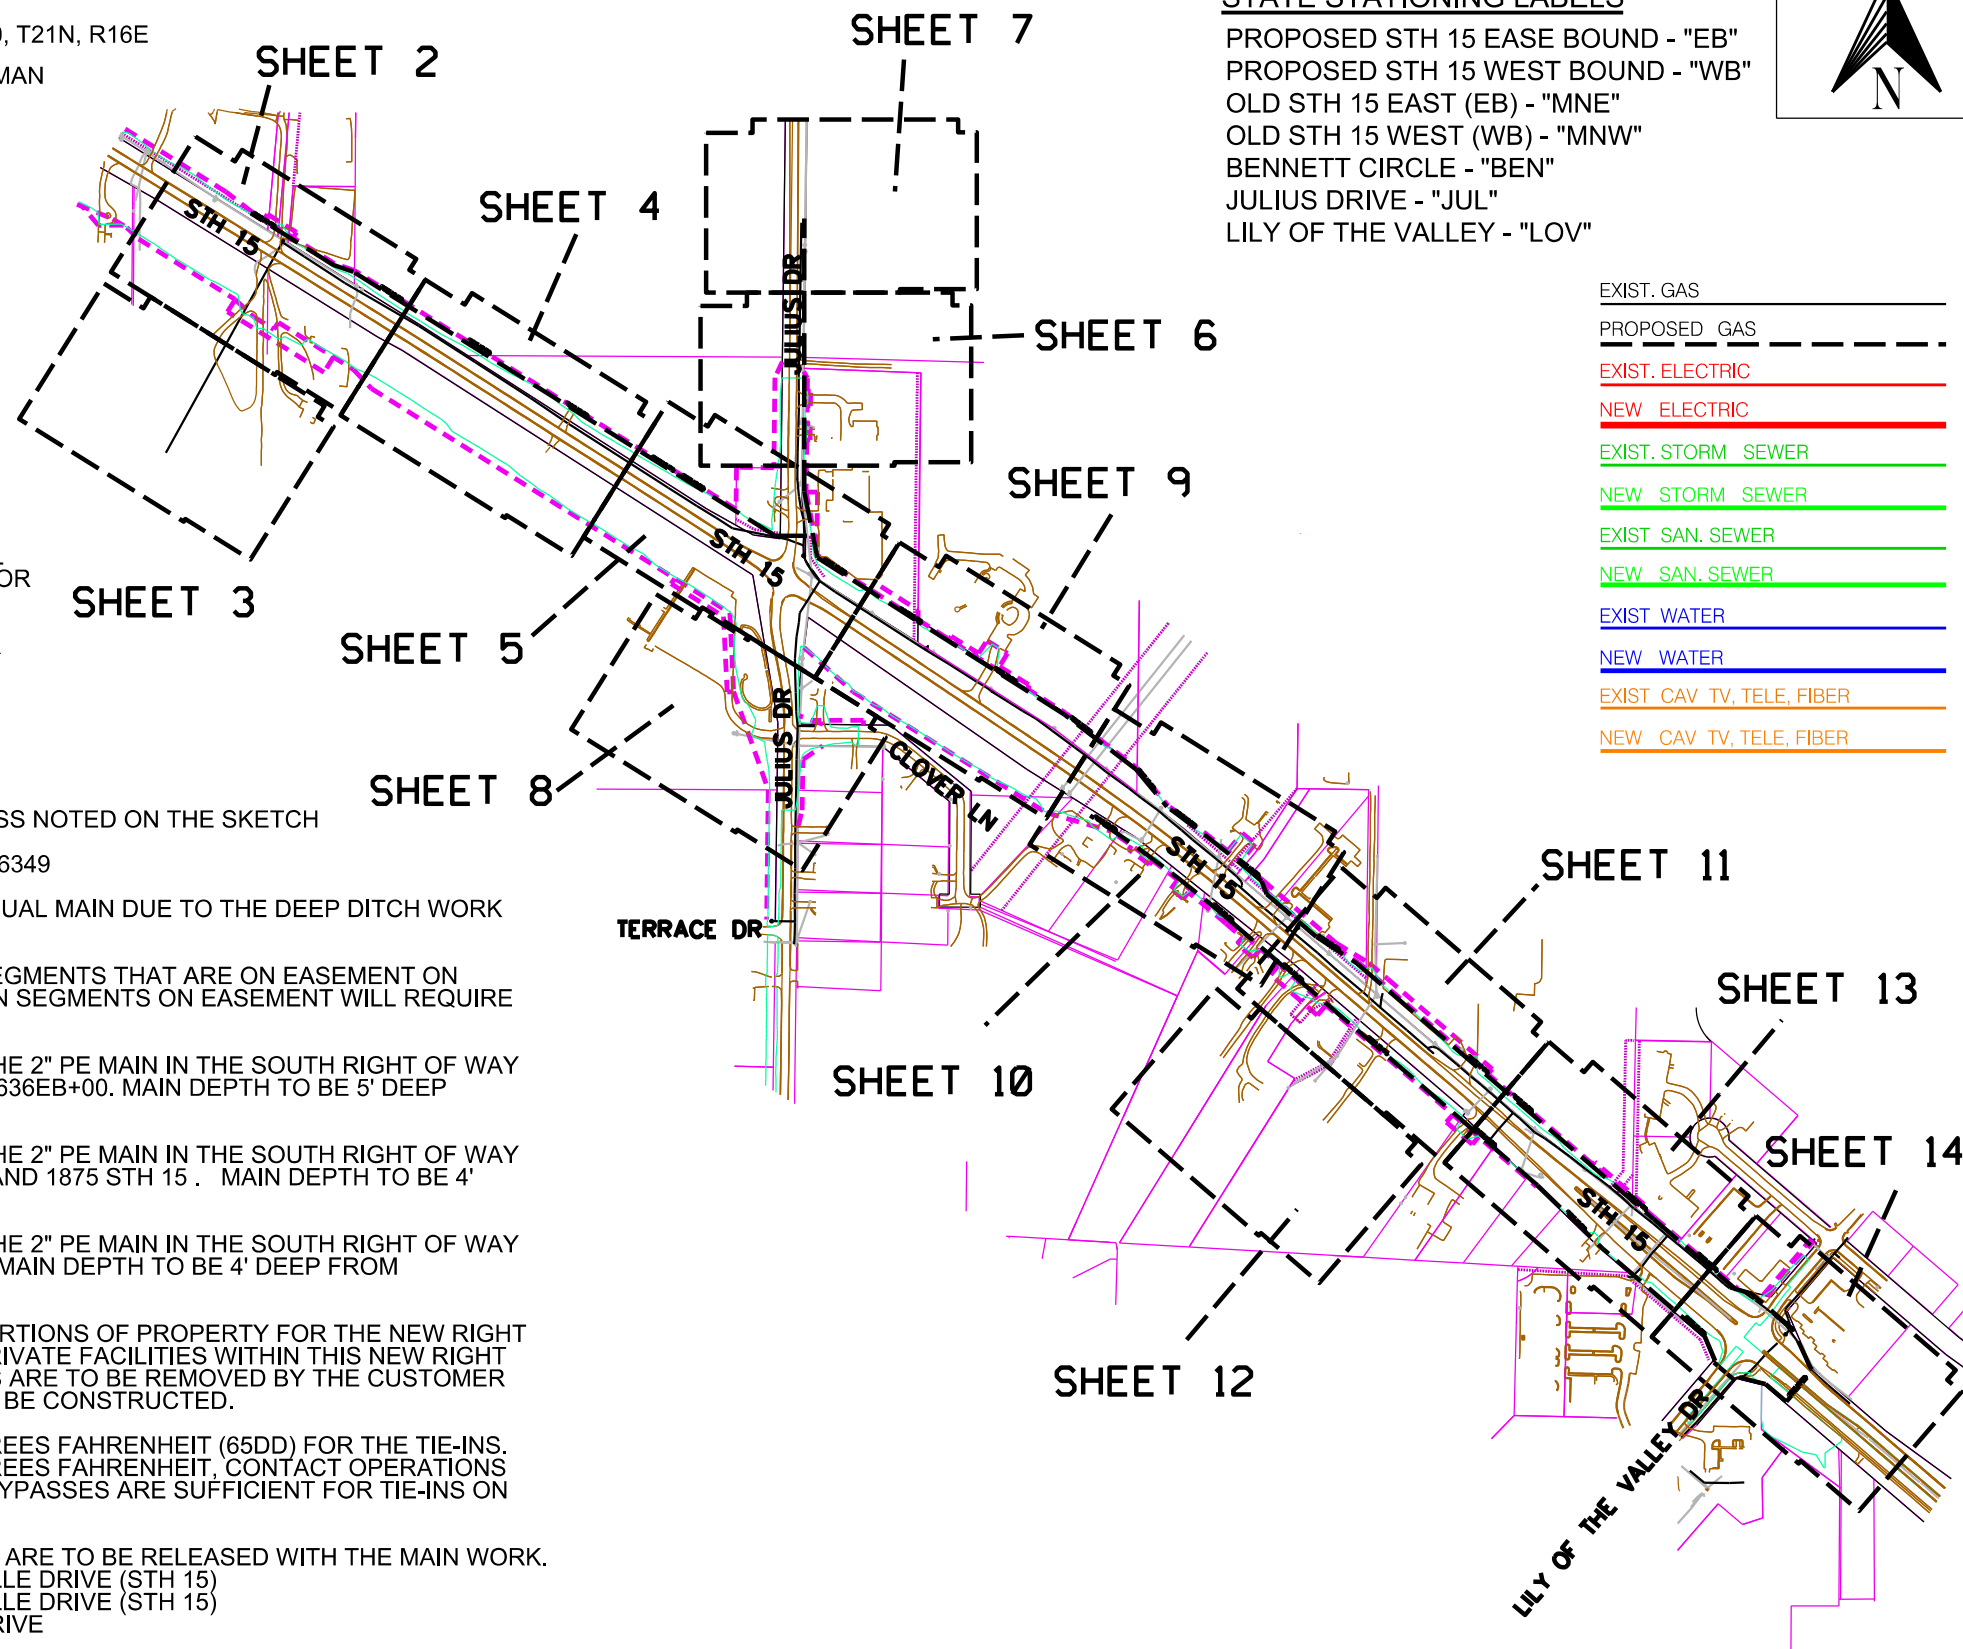 , T21N, R16E
MAN
SHEET 2
SHEET 7
STATE STATIONING LABELS
PROPOSED STH 15 EASE BOUND - "EB"
PROPOSED STH 15 WEST BOUND - "WB"
OLD STH 15 EAST (EB) - "MNE"
OLD STH 15 WEST (WB) - "MNW"
BENNETT CIRCLE - "BEN"
JULIUS DRIVE - "JUL"
LILY OF THE VALLEY - "LOV"
N
SHEET 4
STH 15
JULIUS DR
SHEET 6
EXIST. GAS
PROPOSED GAS
EXIST. ELECTRIC
NEW ELECTRIC
EXIST. STORM SEWER
NEW STORM SEWER
EXIST SAN. SEWER
NEW SAN. SEWER
EXIST WATER
NEW WATER
EXIST CAV TV, TELE, FIBER
NEW CAV TV, TELE, FIBER
SHEET 9
STH 15
OR
SHEET 3
SHEET 5
JULIUS DR
SHEET 8
CLOVER LN
STH 15
SHEET 11
TERRACE DR
SHEET 13
SHEET 10
SHEET 14
STH 15
SHEET 12
LILY OF THE VALLEY DR
SS NOTED ON THE SKETCH
6349
UAL MAIN DUE TO THE DEEP DITCH WORK
EGMENTS THAT ARE ON EASEMENT ON
N SEGMENTS ON EASEMENT WILL REQUIRE
HE 2" PE MAIN IN THE SOUTH RIGHT OF WAY
636EB+00. MAIN DEPTH TO BE 5' DEEP
HE 2" PE MAIN IN THE SOUTH RIGHT OF WAY
AND 1875 STH 15 . MAIN DEPTH TO BE 4'
HE 2" PE MAIN IN THE SOUTH RIGHT OF WAY
MAIN DEPTH TO BE 4' DEEP FROM
RTIONS OF PROPERTY FOR THE NEW RIGHT
RIVATE FACILITIES WITHIN THIS NEW RIGHT
S ARE TO BE REMOVED BY THE CUSTOMER
BE CONSTRUCTED.
REES FAHRENHEIT (65DD) FOR THE TIE-INS.
REES FAHRENHEIT, CONTACT OPERATIONS
YPASSES ARE SUFFICIENT FOR TIE-INS ON
ARE TO BE RELEASED WITH THE MAIN WORK.
LLE DRIVE (STH 15)
LLE DRIVE (STH 15)
RIVE